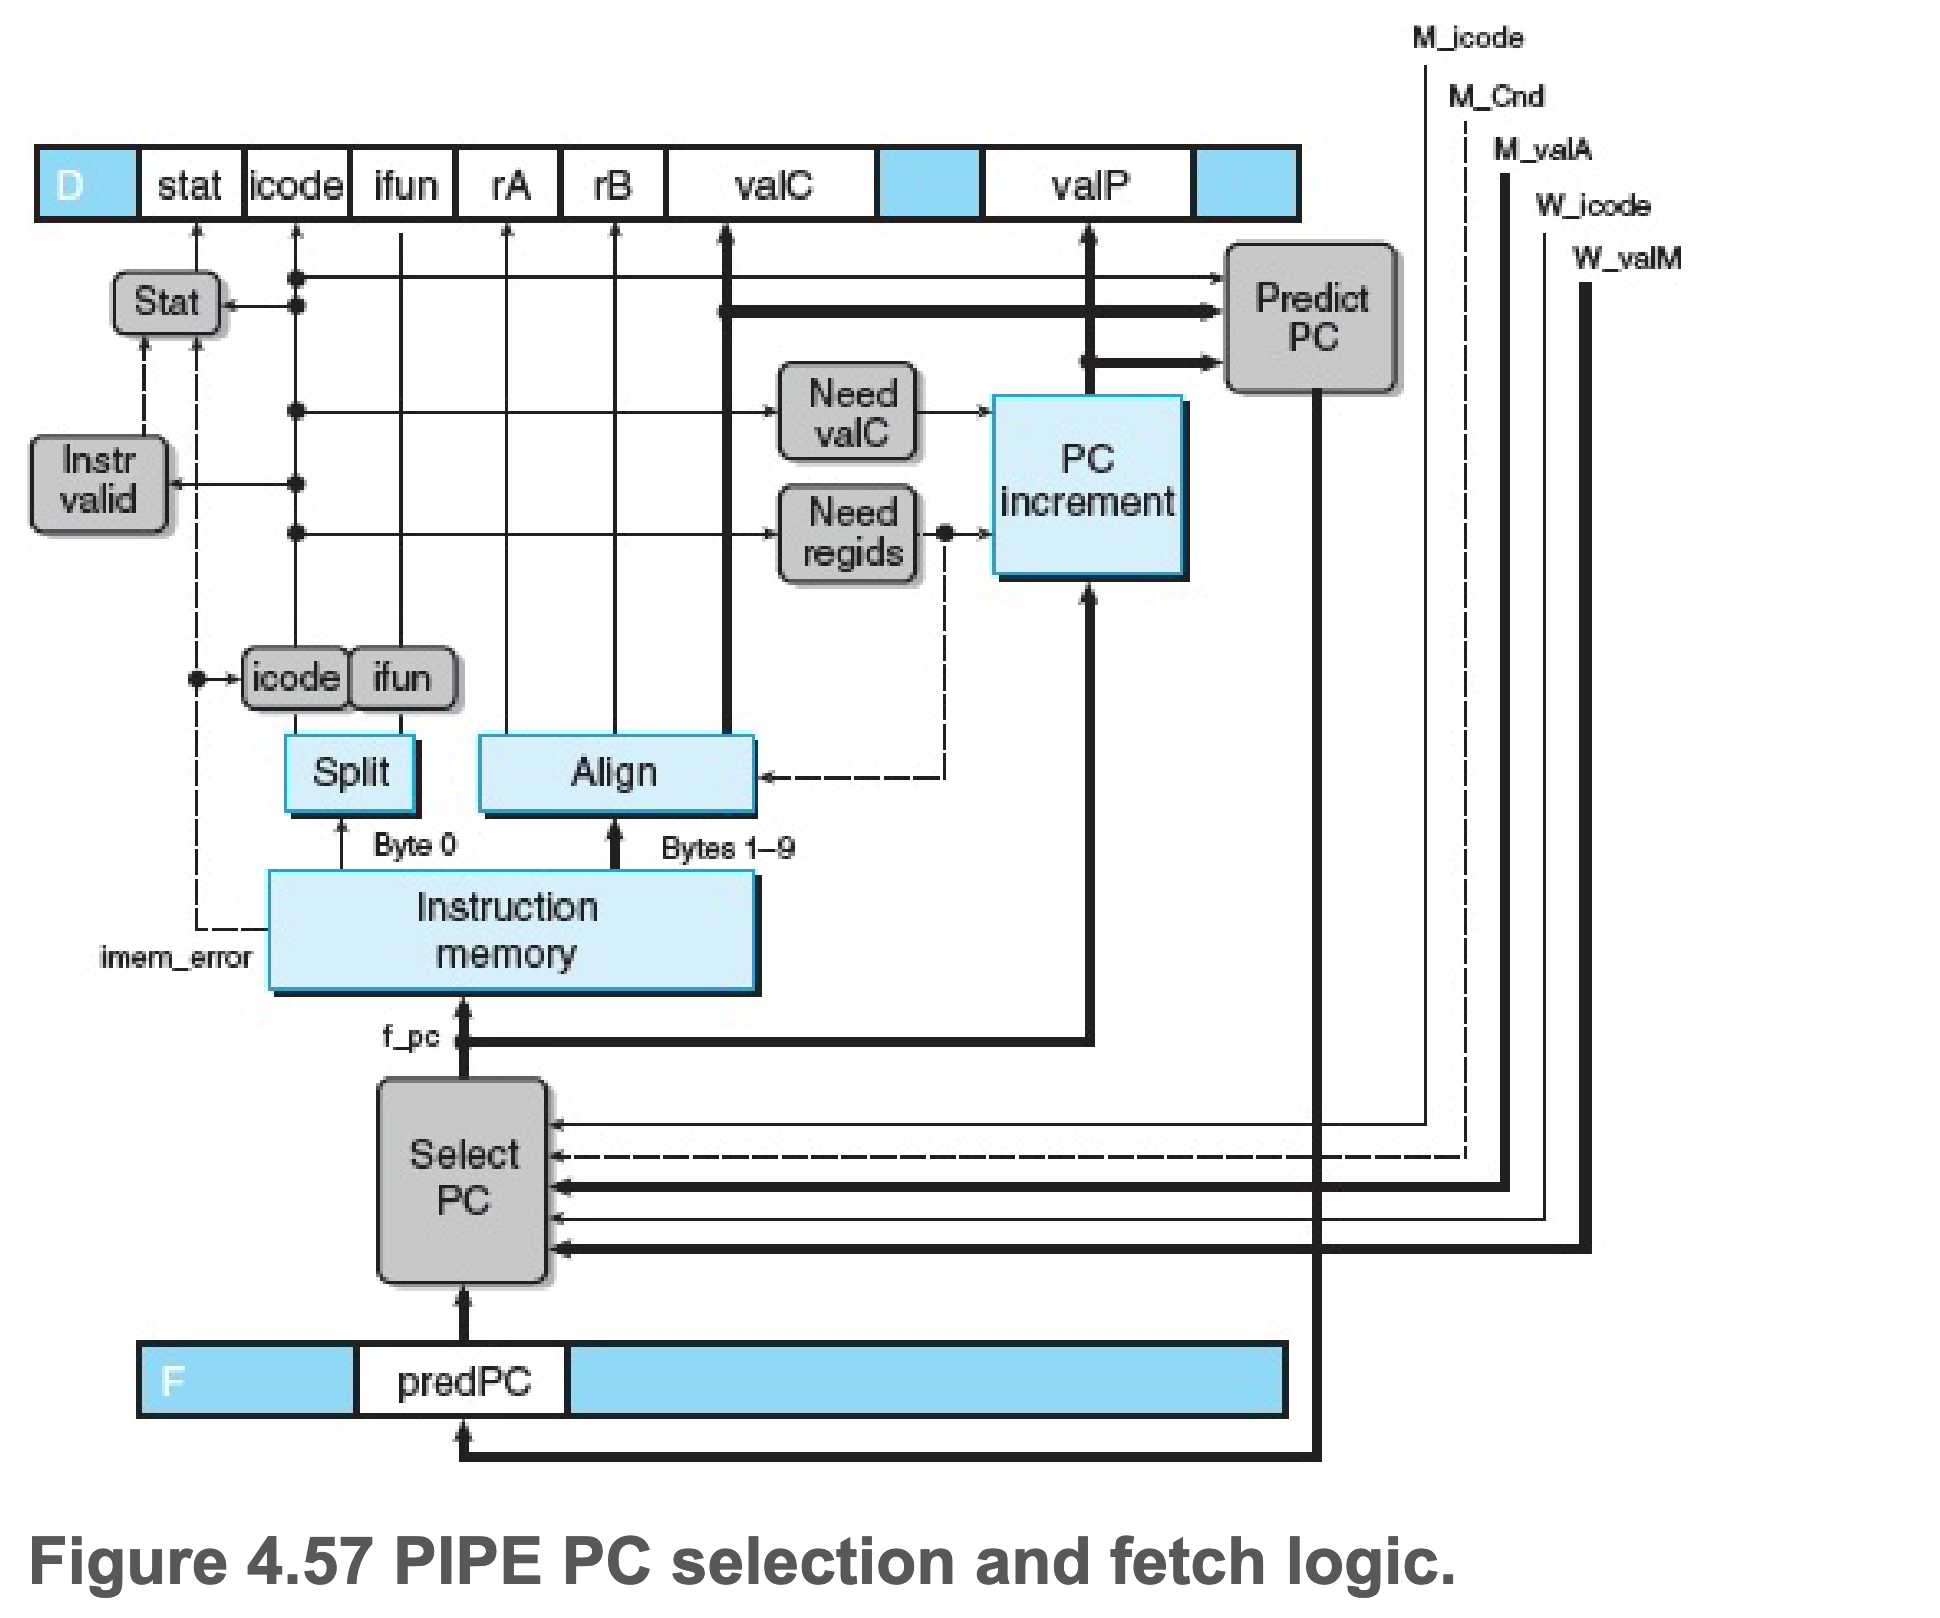 M_icode
M_Cnd
M_valA
W_icode
W_valM
D stat icode ifun rA rB valC valP
Stat
Predict
PC
Need
valC
Instr
valid
PC
increment
Need
regids
icode ifun
Split
Align
Byte 0
Bytes 1–9
Instruction
memory
imem_error
f_pc
Select
PC
F predPC
Figure 4.57 PIPE PC selection and fetch logic.